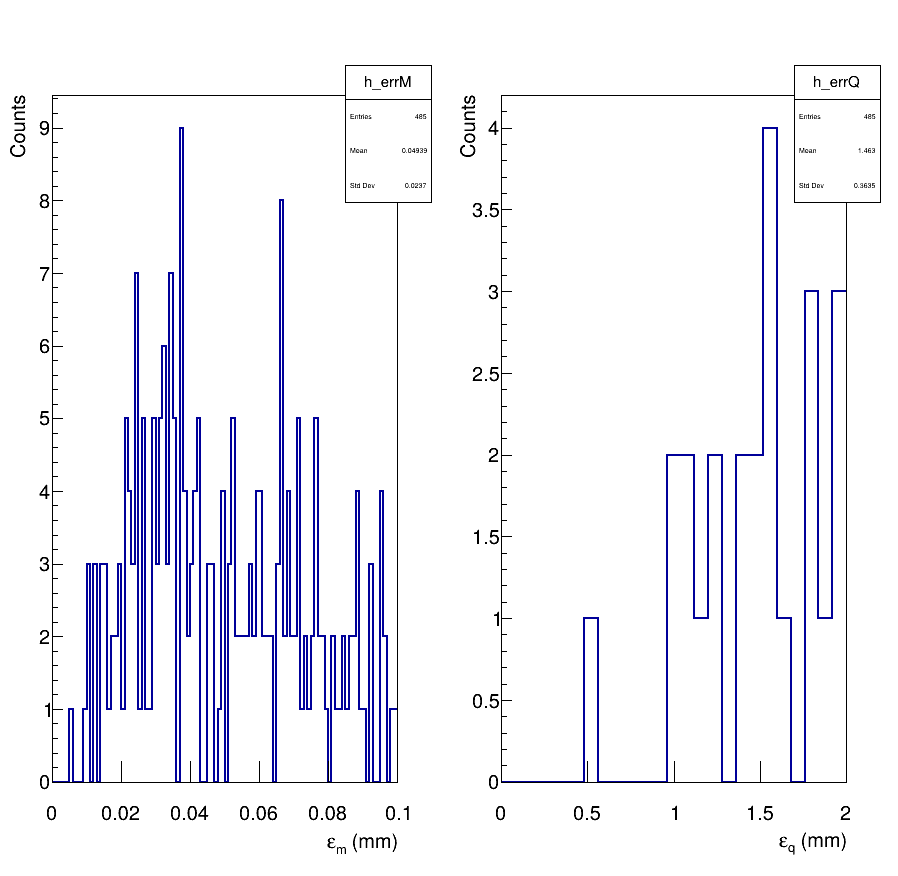 h_errM
Entries 485
Mean 0.04939
Std Dev 0.0237
Counts
9
8
7
6
5
4
3
2
1
0
0 0.02 0.04 0.06 0.08 0.1
εm (mm)
h_errQ
Entries 485
Mean 1.463
Std Dev 0.3635
Counts
4
3.5
3
2.5
2
1.5
1
0.5
0
0 0.5 1 1.5 2
εq (mm)